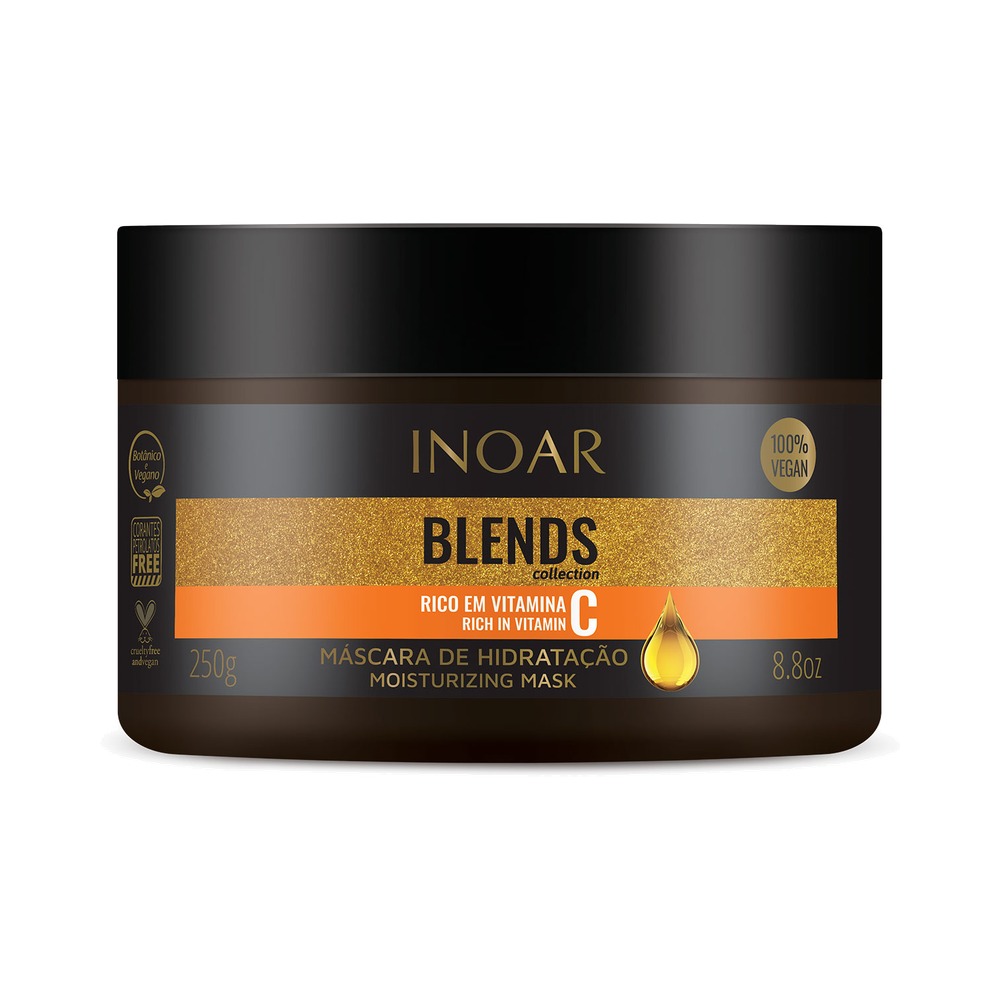 INOAR
100%
VEGAN
Botânico
e
Vegano
BLENDS
collection
CORANTES
PETROLATOS
FREE
RICO EM VITAMINA C
RICH IN VITAMIN
crueltyfree
andvegan
250g
MÁSCARA DE HIDRATAÇÃO
MOISTURIZING MASK
8.8oz